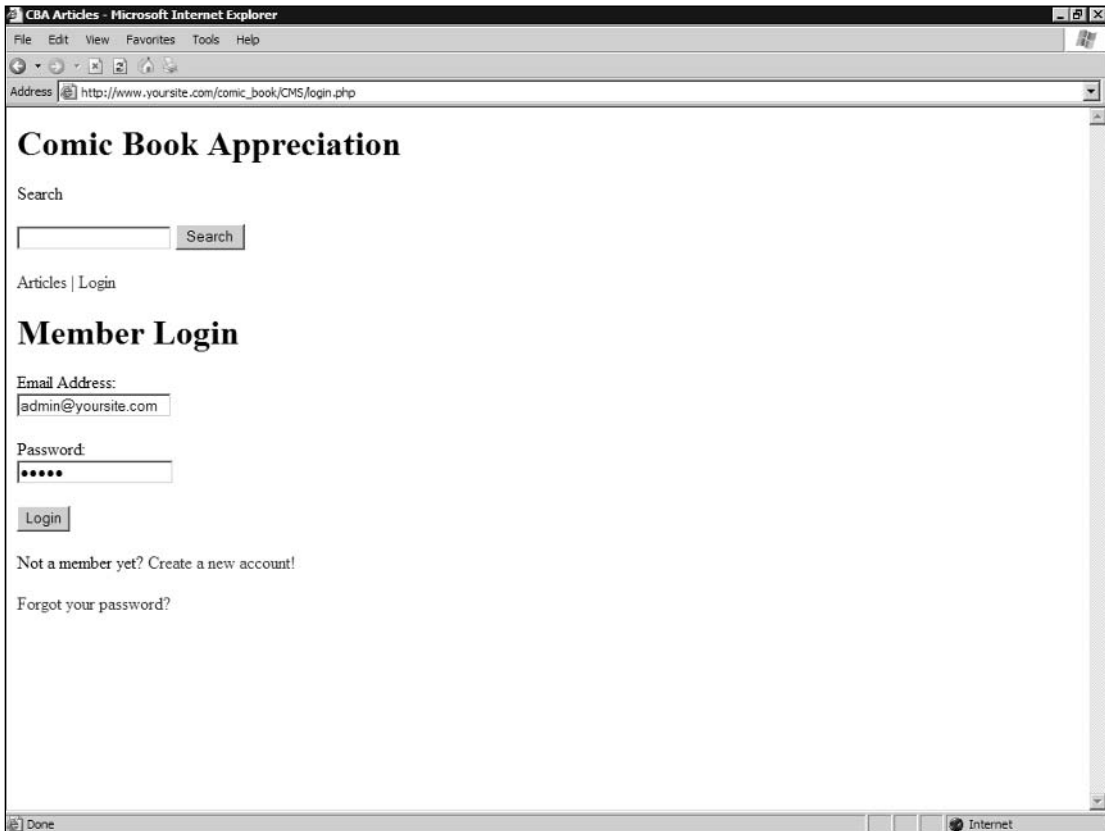 CBA Articles - Microsoft Internet Explorer
File Edit View Favorites Tools Help
Address http://www.yoursite.com/comic_book/CMS/login.php
Comic Book Appreciation
Search
Search
Articles | Login
Member Login
Email Address:
admin@yoursite.com
Password:
•••••
Login
Not a member yet? Create a new account!
Forgot your password?
Done Internet